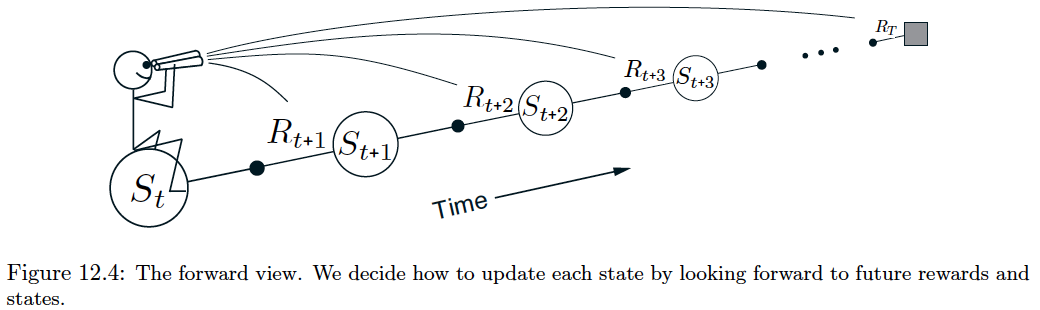 R_T
R_{t+3} S_{t+3}
R_{t+2} S_{t+2}
R_{t+1} S_{t+1}
S_t
Time
Figure 12.4: The forward view. We decide how to update each state by looking forward to future rewards and
states.